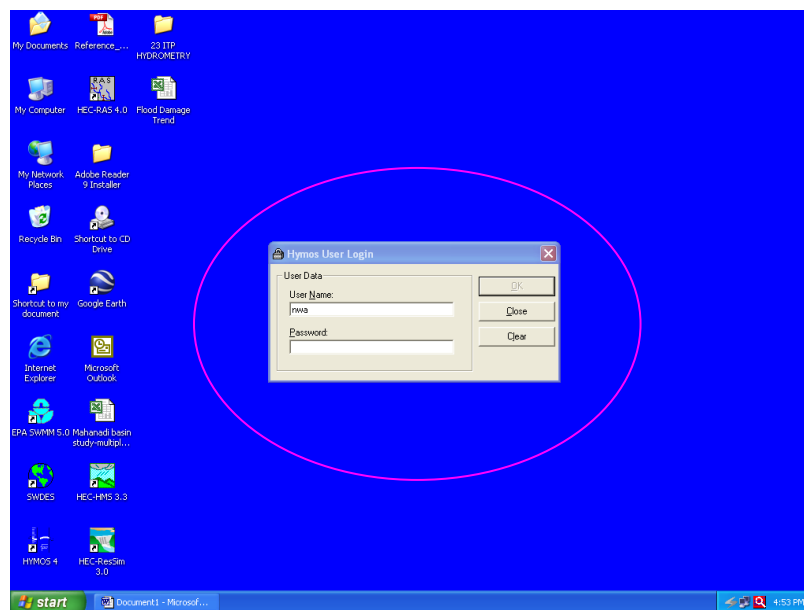 My Documents
Reference_...
23 ITP
HYDROMETRY
My Computer
RAS
HEC-RAS 4.0
Flood Damage
Trend
My Network
Places
Adobe Reader
9 Installer
Recycle Bin
Shortcut to CD
Drive
Shortcut to my
document
Google Earth
Internet
Explorer
Microsoft
Outlook
EPA SWMM 5.0
Mahanadi basin
study-multipl...
SWDES
HEC-HMS 3.3
HYMOS 4
HEC-ResSim
3.0
Hymos User Login
User Data
User Name:
nwa
Password:
OK
Close
Clear
start
Document1 - Microsof...
4:53 PM